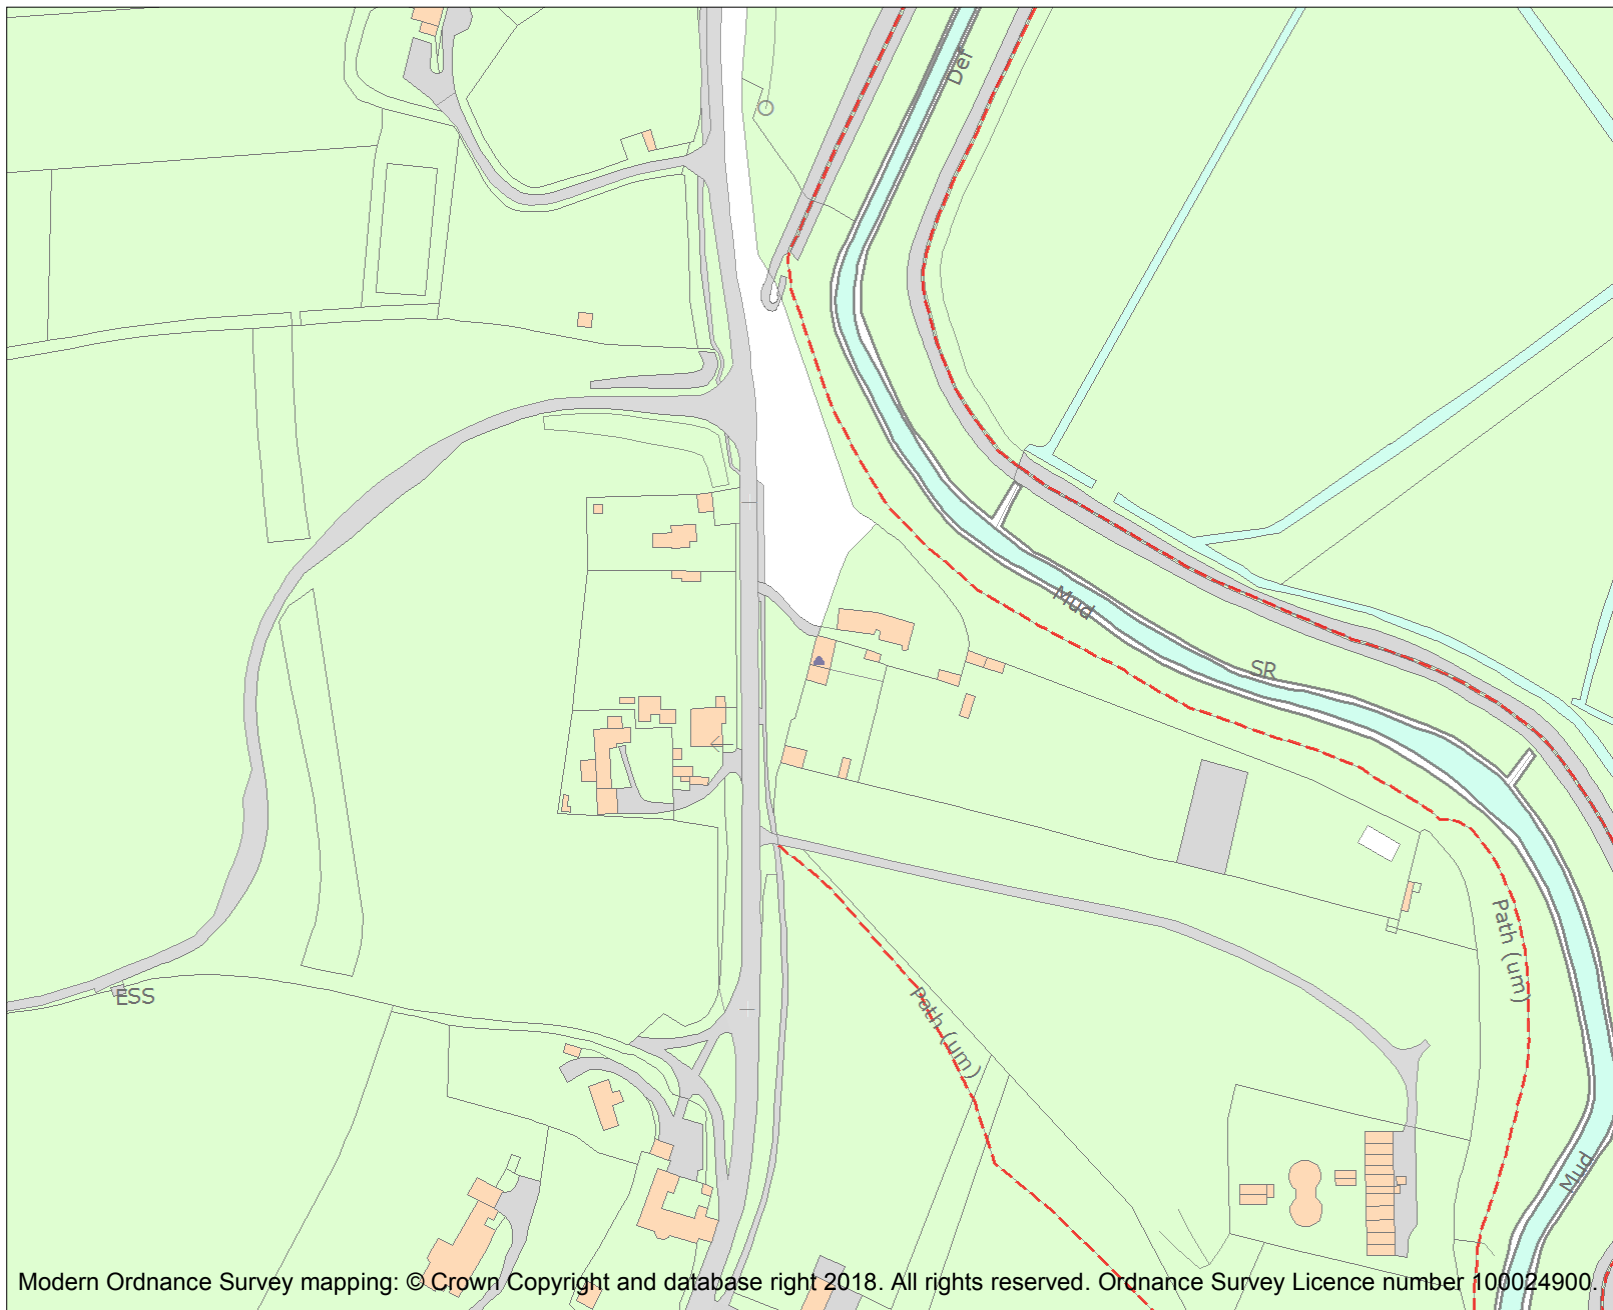 Def
Mud
SR
Path (um)
ESS
Path (um)
Mud
Modern Ordnance Survey mapping: © Crown Copyright and database right 2018. All rights reserved. Ordnance Survey Licence number 100024900.